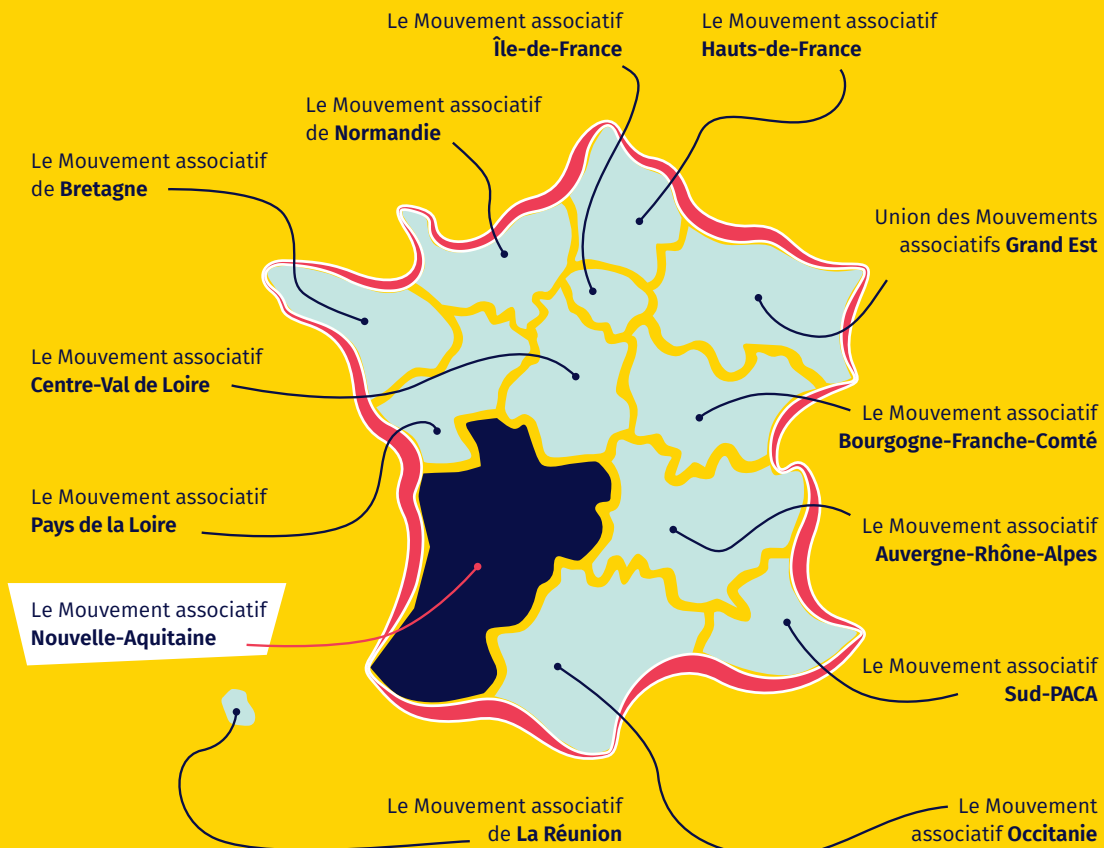 Le Mouvement associatif
Île-de-France
Le Mouvement associatif
Hauts-de-France
Le Mouvement associatif
de Normandie
Le Mouvement associatif
de Bretagne
Union des Mouvements
associatifs Grand Est
Le Mouvement associatif
Centre-Val de Loire
Le Mouvement associatif
Bourgogne-Franche-Comté
Le Mouvement associatif
Pays de la Loire
Le Mouvement associatif
Auvergne-Rhône-Alpes
Le Mouvement associatif
Nouvelle-Aquitaine
Le Mouvement associatif
Sud-PACA
Le Mouvement associatif
de La Réunion
Le Mouvement
associatif Occitanie